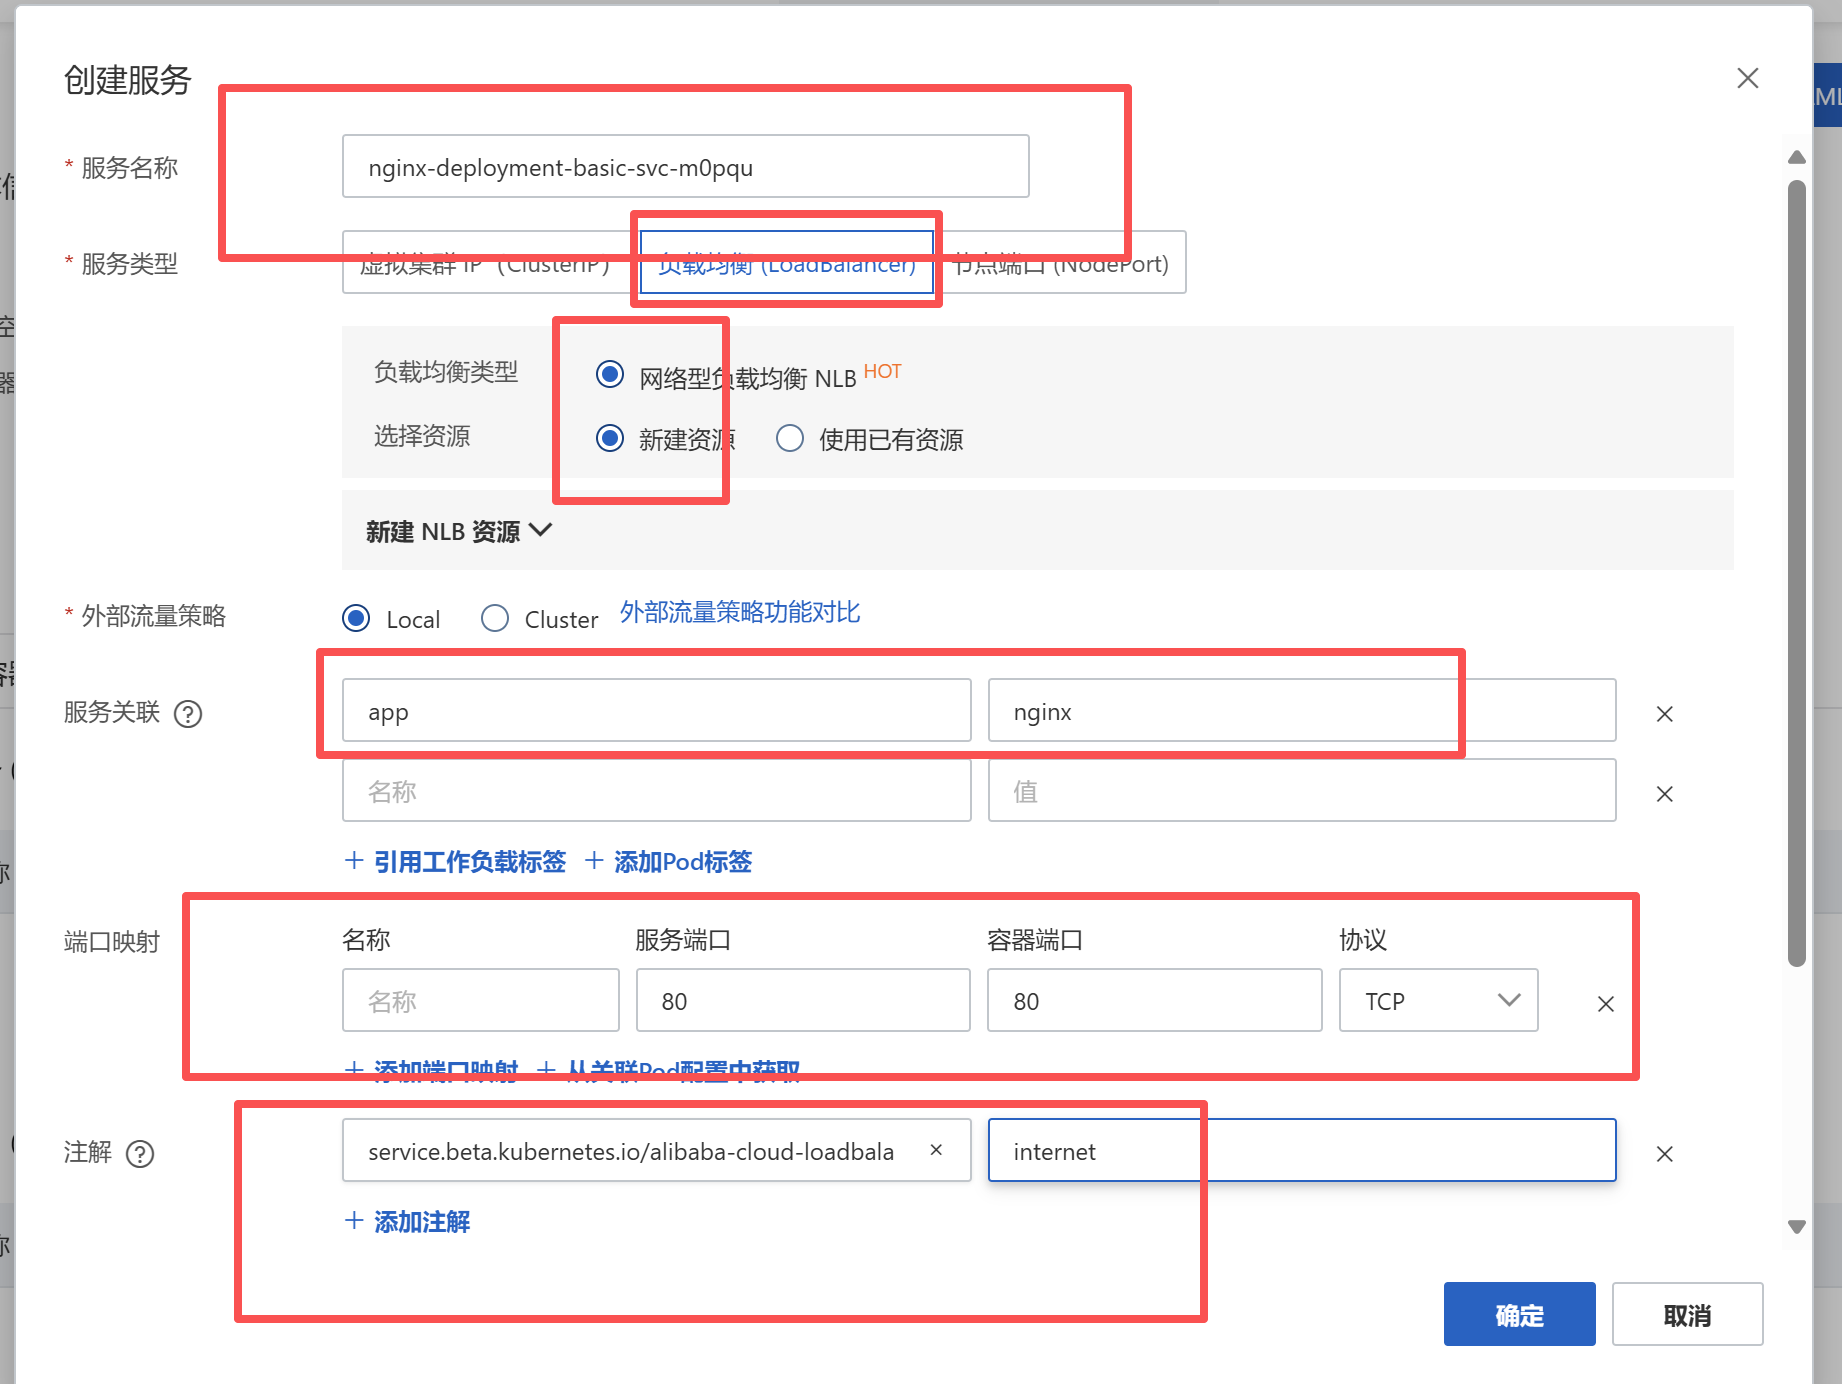 创建服务
* 服务名称
nginx-deployment-basic-svc-m0pqu
* 服务类型
虚拟集群 IP（ClusterIP） 负载均衡 (LoadBalancer) 节点端口 (NodePort)
负载均衡类型
网络型负载均衡 NLB HOT
选择资源
新建资源 使用已有资源
新建 NLB 资源
* 外部流量策略
Local Cluster 外部流量策略功能对比
服务关联 ?
app nginx
名称 值
+ 引用工作负载标签 + 添加Pod标签
端口映射
名称 服务端口 容器端口 协议
名称 80 80 TCP
+ 添加端口映射 + 从关联Pod配置中获取
注解 ?
service.beta.kubernetes.io/alibaba-cloud-loadbala internet
+ 添加注解
确定 取消